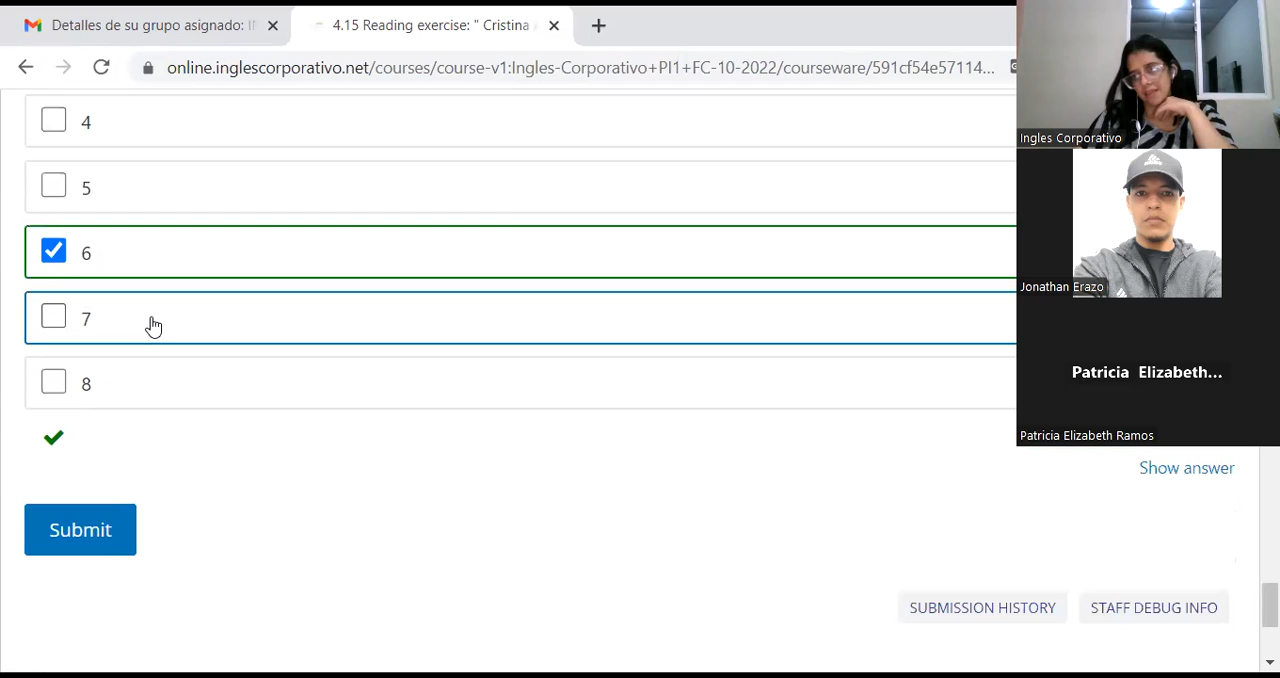 Detalles de su grupo asignado: I
4.15 Reading exercise: " Cristina
online.inglescorporativo.net/courses/course-v1:Ingles-Corporativo+PI1+FC-10-2022/courseware/591cf54e57114...
4
5
6
7
8
Show answer
Submit
SUBMISSION HISTORY
STAFF DEBUG INFO
Ingles Corporativo
Jonathan Erazo
Patricia Elizabeth...
Patricia Elizabeth Ramos